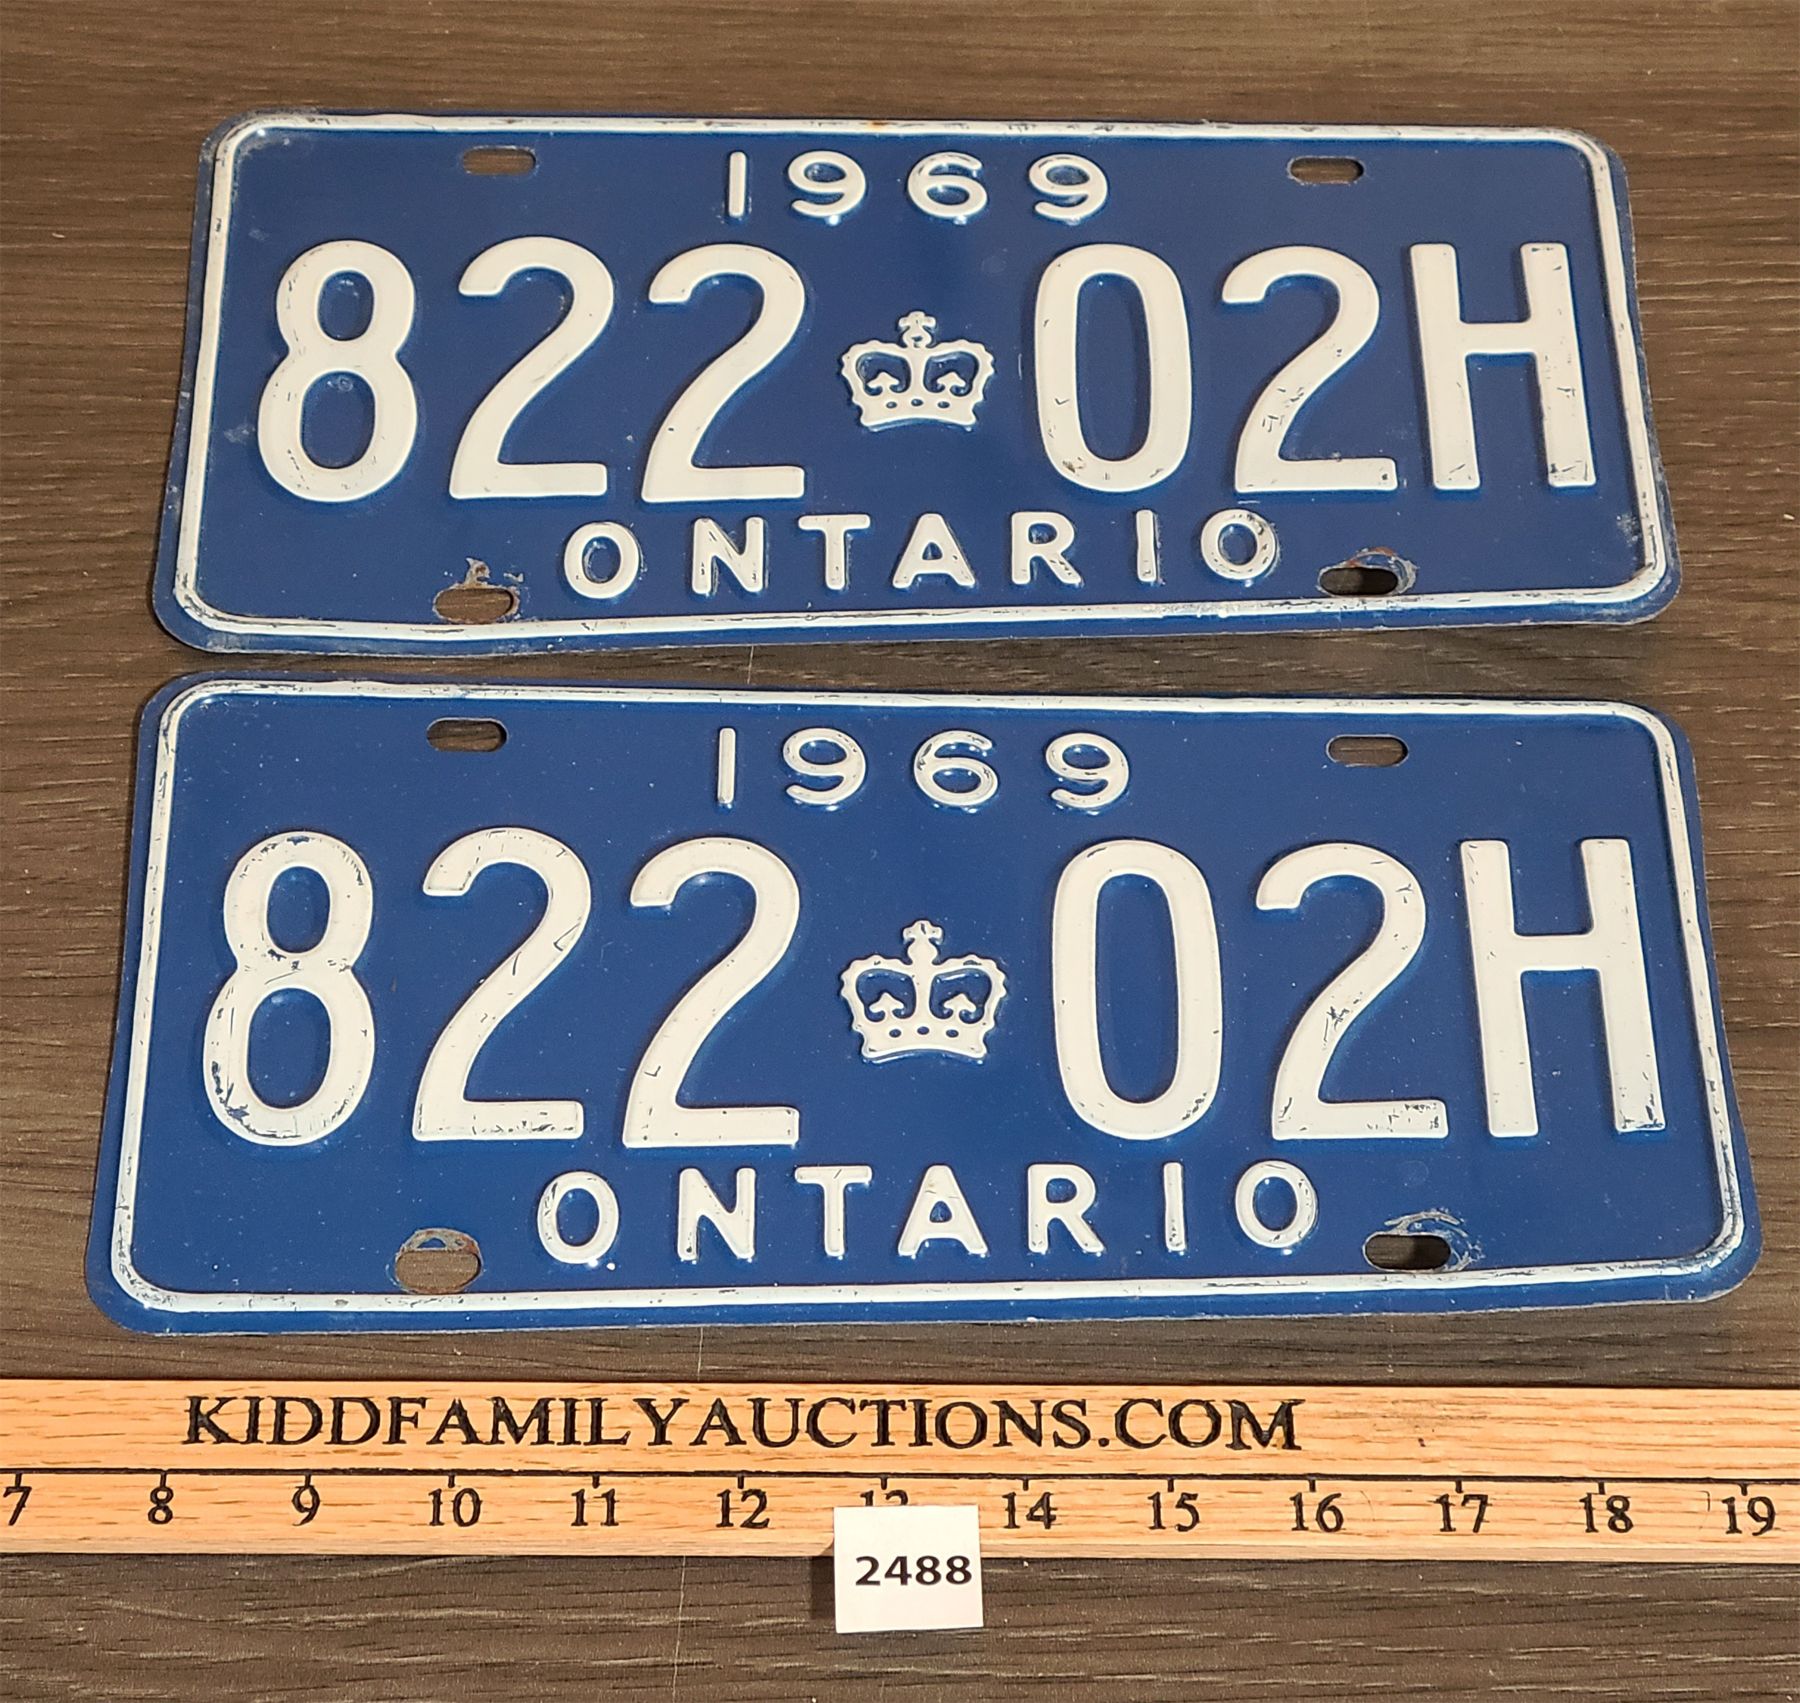 1969
822 02H
ONTARIO
1969
822 02H
ONTARIO
KIDDFAMILYAUCTIONS.COM
7 8 9 10 11 12 13 14 15 16 17 18 19
2488